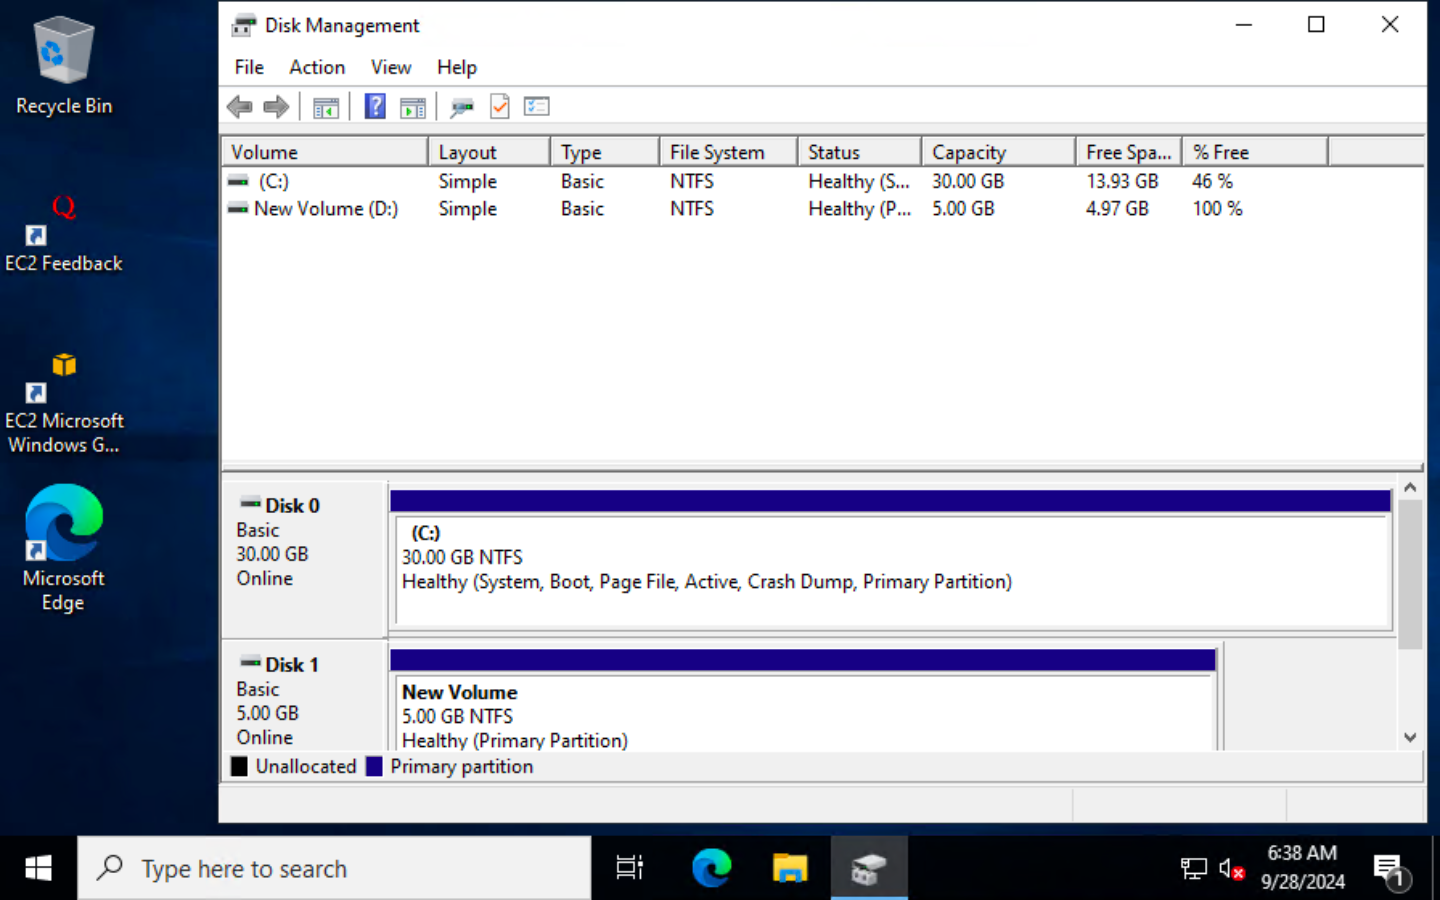 Recycle Bin
EC2 Feedback
EC2 Microsoft
Windows G...
Microsoft
Edge
Disk Management
File Action View Help
Volume Layout Type File System Status Capacity Free Spa... % Free
(C:) Simple Basic NTFS Healthy (S... 30.00 GB 13.93 GB 46 %
New Volume (D:) Simple Basic NTFS Healthy (P... 5.00 GB 4.97 GB 100 %
Disk 0
Basic
30.00 GB
Online
(C:)
30.00 GB NTFS
Healthy (System, Boot, Page File, Active, Crash Dump, Primary Partition)
Disk 1
Basic
5.00 GB
Online
New Volume
5.00 GB NTFS
Healthy (Primary Partition)
Unallocated Primary partition
Type here to search
6:38 AM
9/28/2024
1